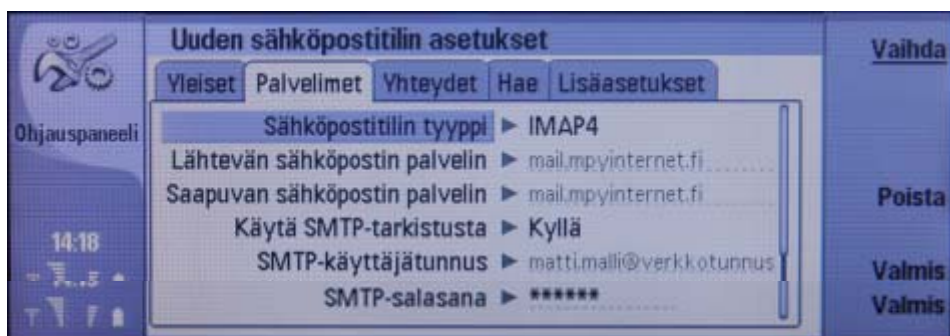 Uuden sähköpostitilin asetukset
Vaihda
Yleiset Palvelimet Yhteydet Hae Lisäasetukset
Ohjauspaneeli
Sähköpostitilin tyyppi ► IMAP4
Lähtevän sähköpostin palvelin ► mail.mpyinternet.fi
Saapuvan sähköpostin palvelin ► mail.mpyinternet.fi
Poista
Käytä SMTP-tarkistusta ► Kyllä
14:18
SMTP-käyttäjätunnus ► matti.malli@verkkotunnus
Valmis
SMTP-salasana ► ******
Valmis